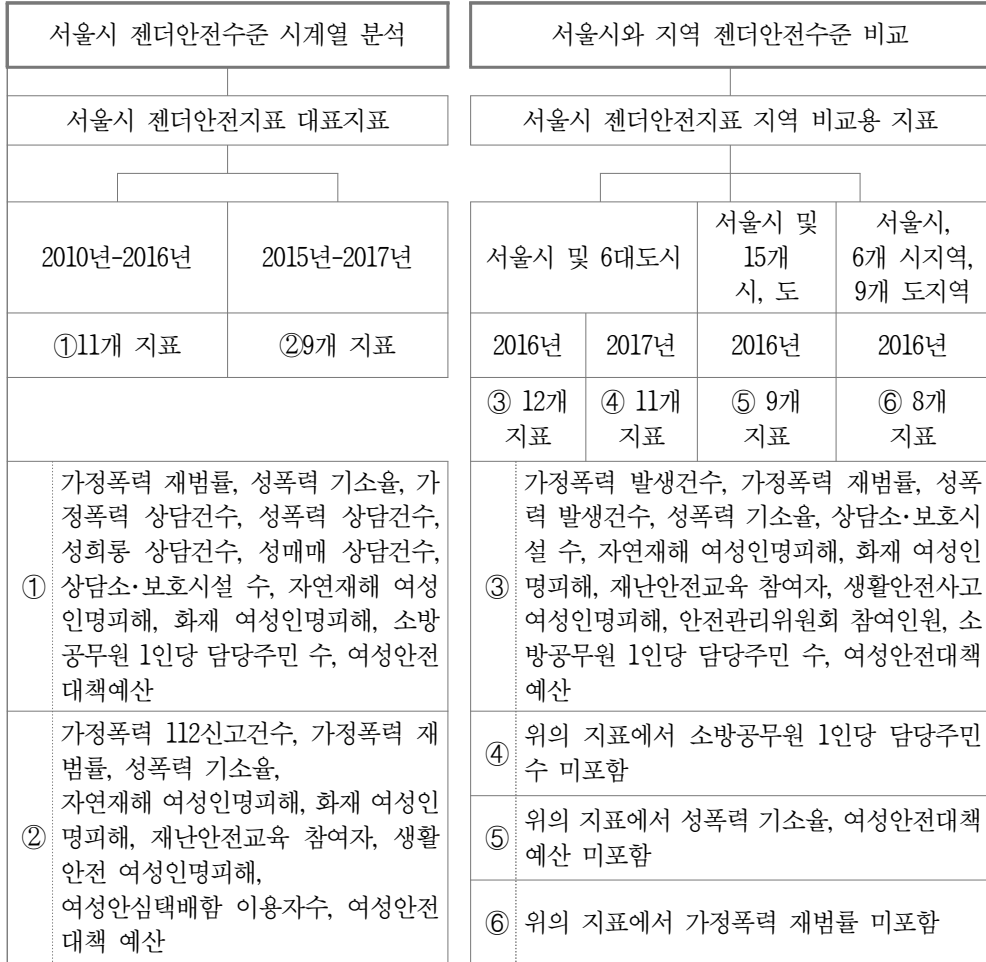 서울시 젠더안전수준 시계열 분석
서울시 젠더안전지표 대표지표
2010년-2016년
2015년-2017년
①11개 지표
②9개 지표
서울시와 지역 젠더안전수준 비교
서울시 젠더안전지표 지역 비교용 지표
서울시 및 6대도시
서울시 및
15개
시, 도
서울시,
6개 시지역,
9개 도지역
2016년
2017년
2016년
2016년
③ 12개
지표
④ 11개
지표
⑤ 9개
지표
⑥ 8개
지표
①
가정폭력 재범률, 성폭력 기소율, 가
정폭력 상담건수, 성폭력 상담건수,
성희롱 상담건수, 성매매 상담건수,
상담소·보호시설 수, 자연재해 여성
인명피해, 화재 여성인명피해, 소방
공무원 1인당 담당주민 수, 여성안전
대책예산
②
가정폭력 112신고건수, 가정폭력 재
범률, 성폭력 기소율,
자연재해 여성인명피해, 화재 여성인
명피해, 재난안전교육 참여자, 생활
안전 여성인명피해,
여성안심택배함 이용자수, 여성안전
대책 예산
③
가정폭력 발생건수, 가정폭력 재범률, 성폭
력 발생건수, 성폭력 기소율, 상담소·보호시
설 수, 자연재해 여성인명피해, 화재 여성인
명피해, 재난안전교육 참여자, 생활안전사고
여성인명피해, 안전관리위원회 참여인원, 소
방공무원 1인당 담당주민 수, 여성안전대책
예산
④
위의 지표에서 소방공무원 1인당 담당주민
수 미포함
⑤
위의 지표에서 성폭력 기소율, 여성안전대책
예산 미포함
⑥
위의 지표에서 가정폭력 재범률 미포함